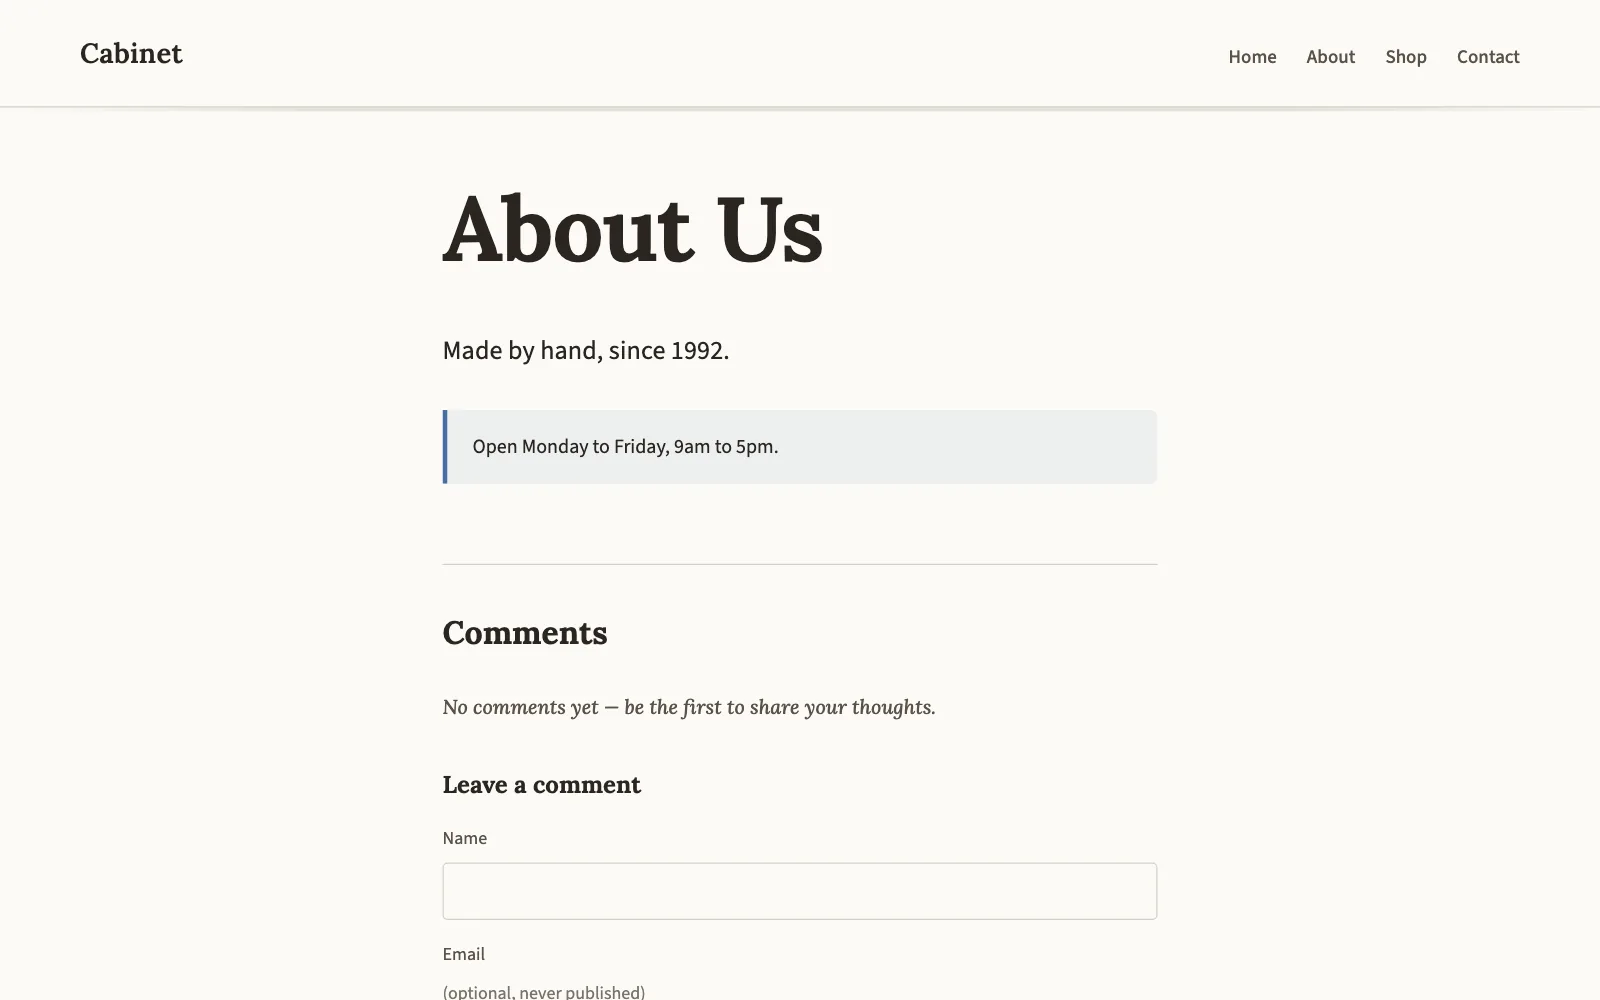 Cabinet
Home About Shop Contact
About Us
Made by hand, since 1992.
Open Monday to Friday, 9am to 5pm.
Comments
No comments yet — be the first to share your thoughts.
Leave a comment
Name
Email
(optional, never published)